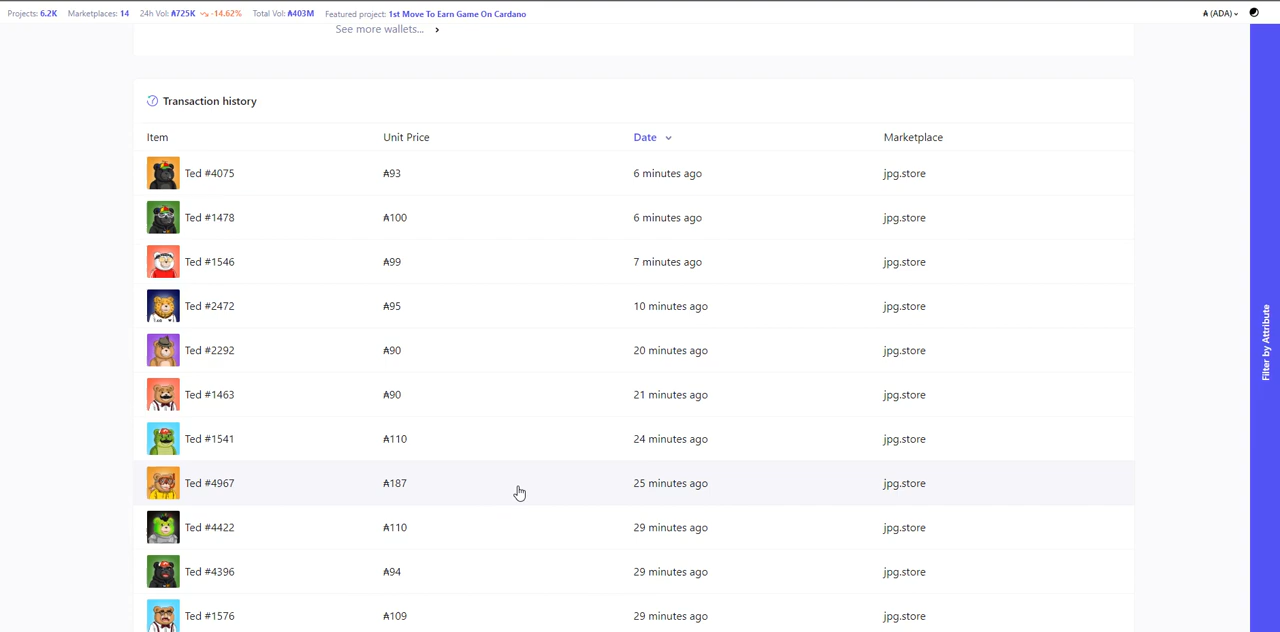 Projects: 6.2K Marketplaces: 14 24h Vol: ₳725K -14.62% Total Vol: ₳403M Featured project: 1st Move To Earn Game On Cardano ₳ (ADA)
See more wallets...
Transaction history
Item Unit Price Date Marketplace
Ted #4075 ₳93 6 minutes ago jpg.store
Ted #1478 ₳100 6 minutes ago jpg.store
Ted #1546 ₳99 7 minutes ago jpg.store
Ted #2472 ₳95 10 minutes ago jpg.store
Ted #2292 ₳90 20 minutes ago jpg.store
Ted #1463 ₳90 21 minutes ago jpg.store
Ted #1541 ₳110 24 minutes ago jpg.store
Ted #4967 ₳187 25 minutes ago jpg.store
Ted #4422 ₳110 29 minutes ago jpg.store
Ted #4396 ₳94 29 minutes ago jpg.store
Ted #1576 ₳109 29 minutes ago jpg.store
Filter by Attribute